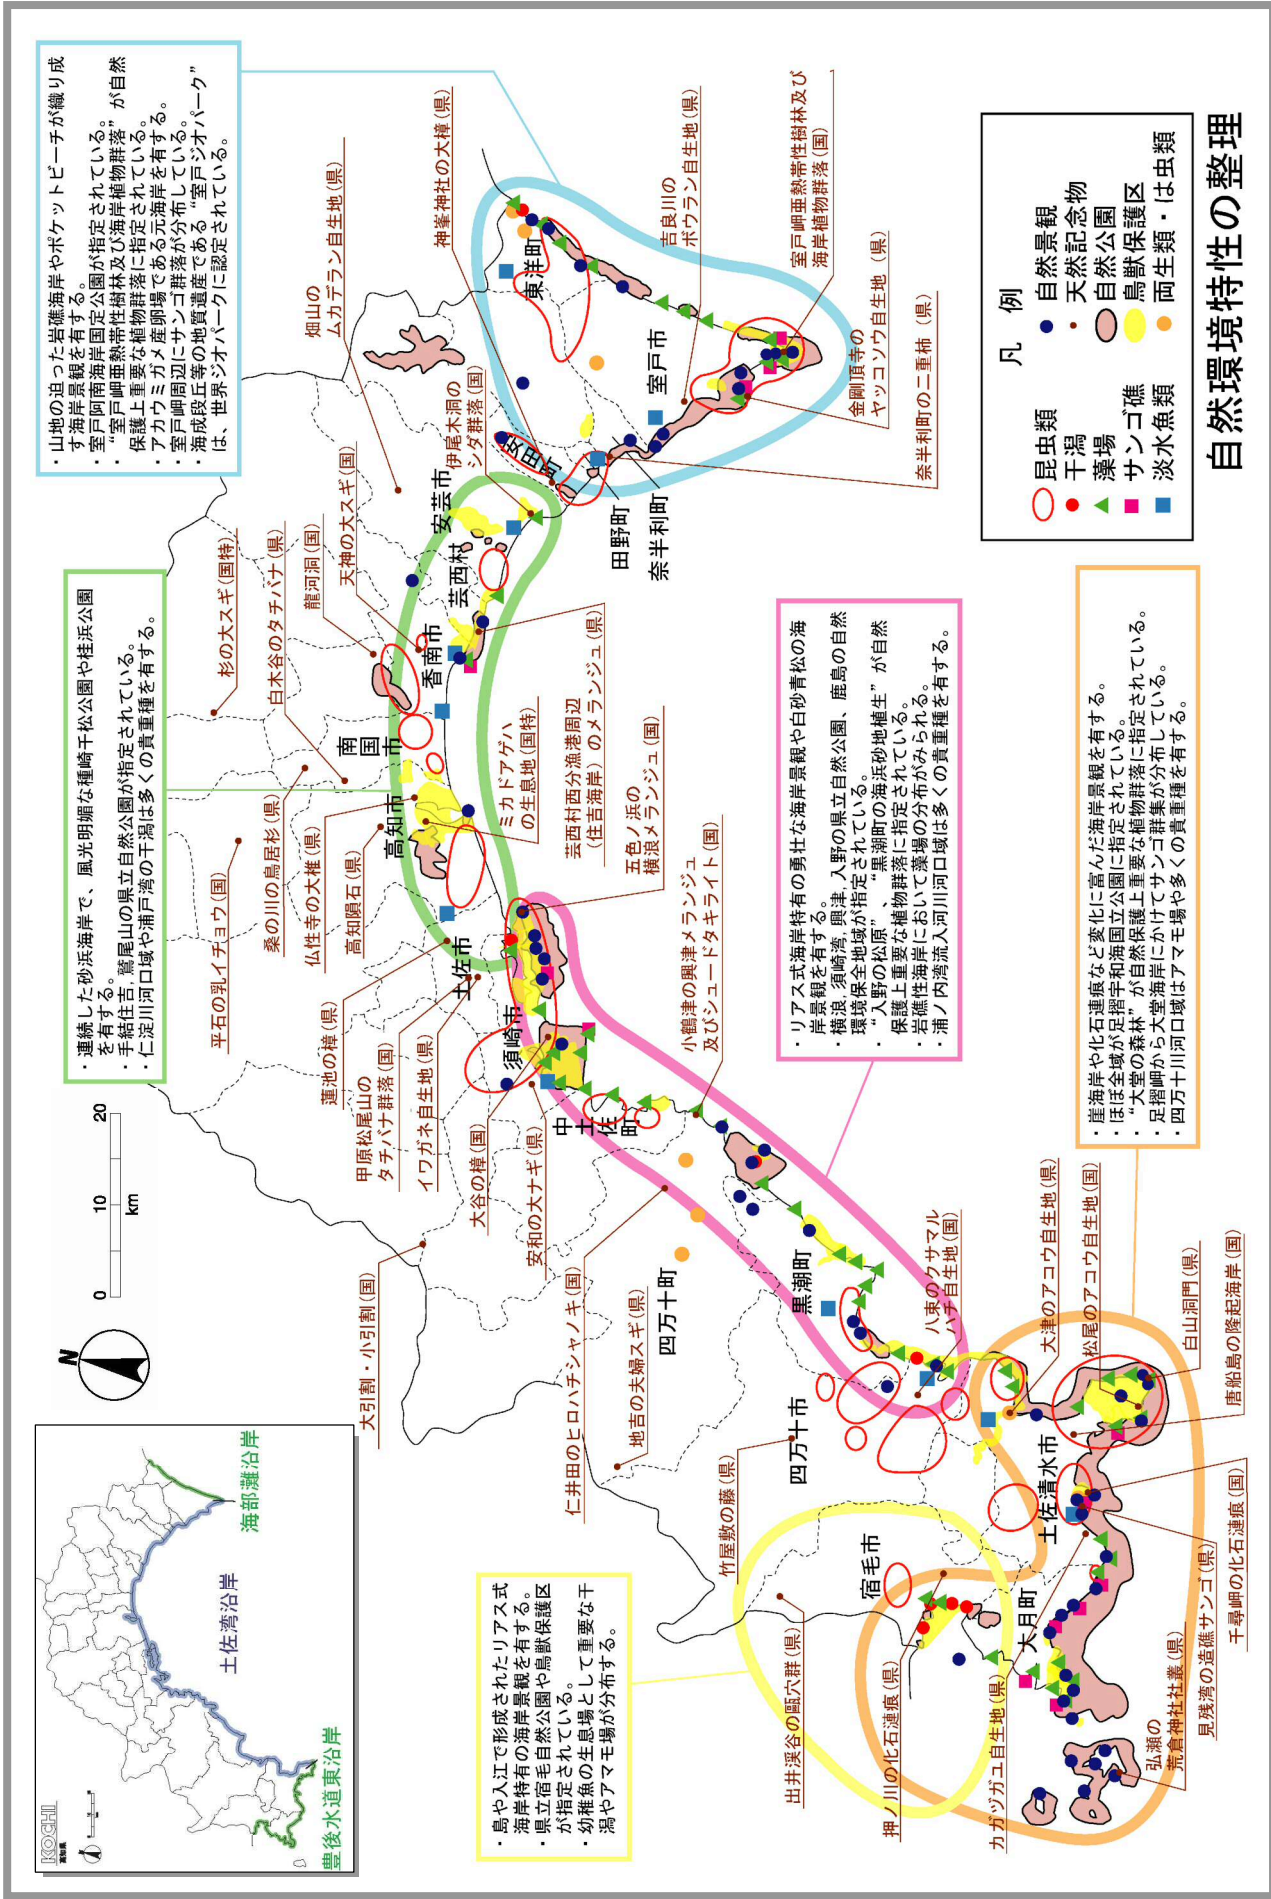 自然環境特性の整理
・山地の迫った岩礁海岸やポケットビーチが織り成
す海岸景観を有する。
・室戸阿南海岸国定公園が指定されている。
・“室戸岬亜熱帯性樹林及び海岸植物群落”が自然
保護上重要な植物群落に指定されている。
・アカウミガメ産卵場である元海岸を有する。
・室戸岬周辺にサンゴ群落が分布している。
・海成段丘等の地質遺産である“室戸ジオパーク”
は、世界ジオパークに認定されている。
・連続した砂浜海岸で、風光明媚な種崎千松公園や桂浜公園
を有する。
・手結住吉,鷲尾山の県立自然公園が指定されている。
・仁淀川河口域や浦戸湾の干潟は多くの貴重種を有する。
・リアス式海岸特有の勇壮な海岸景観や白砂青松の海
岸景観を有する。
・横浪,須崎湾,興津,入野の県立自然公園、鹿島の自然
環境保全地域が指定されている。
・“入野の松原”、“黒潮町の海浜砂地植生”が自然
保護上重要な植物群落に指定されている。
・岩礁性海岸において藻場の分布がみられる。
・浦ノ内湾流入河川河口域は多くの貴重種を有する。
・崖海岸や化石漣痕など変化に富んだ海岸景観を有する。
・ほぼ全域が足摺宇和海国立公園に指定されている。
・“大堂の森林”が自然保護上重要な植物群落に指定されている。
・足摺岬から大堂海岸にかけてサンゴ群集が分布している。
・四万十川河口域はアマモ場や多くの貴重種を有する。
・島や入江で形成されたリアス式
海岸特有の海岸景観を有する。
・県立宿毛自然公園や鳥獣保護区
が指定されている。
・幼稚魚の生息場として重要な干
潟やアマモ場が分布する。
凡 例
昆虫類
干潟
藻場
サンゴ礁
淡水魚類
自然景観
天然記念物
自然公園
鳥獣保護区
両生類・は虫類
KOCHI
高知県
豊後水道東沿岸
土佐湾沿岸
海部灘沿岸
N
0
10
20
km
東洋町
室戸市
安田町
田野町
奈半利町
安芸市
芸西村
香南市
南国市
高知市
土佐市
須崎市
中土佐町
四万十町
黒潮町
四万十市
土佐清水市
宿毛市
大月町
神峯神社の大樟(県)
畑山の
ムカデラン自生地(県)
伊尾木洞の
シダ群落(国)
吉良川の
ボウラン自生地(県)
室戸岬亜熱帯性樹林及び
海岸植物群落(国)
金剛頂寺の
ヤッコソウ自生地(県)
奈半利町の二重柿(県)
天神の大スギ(国)
龍河洞(国)
白木谷のタチバナ(県)
杉の大スギ(国特)
桑の川の鳥居杉(県)
平石の乳イチョウ(国)
仏性寺の大椎(県)
高知隕石(県)
ミカドアゲハ
の生息地(国特)
芸西村西分漁港周辺
(住吉海岸)のメランジュ(県)
五色ノ浜の
横浪メランジュ(国)
小鶴津の興津メランジュ
及びシュードタキライト(国)
蓮池の樟(県)
甲原松尾山の
タチバナ群落(国)
イワガネ自生地(県)
大谷の樟(国)
安和の大ナギ(県)
大引割・小引割(国)
仁井田のヒロハチシャノキ(国)
地吉の夫婦スギ(県)
八束のクサマル
ハチ自生地(国)
大津のアコウ自生地(県)
松尾のアコウ自生地(国)
白山洞門(県)
唐船島の隆起海岸(国)
竹屋敷の藤(県)
出井渓谷の甌穴群(県)
押ノ川の化石漣痕(県)
カガツガユ自生地(県)
弘瀬の
荒倉神社社叢(県)
見残湾の造礁サンゴ(県)
千尋岬の化石漣痕(国)